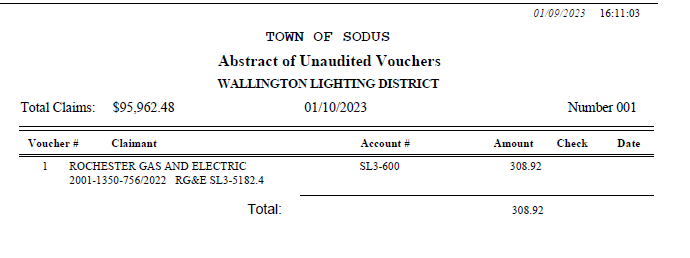 01/09/2023 16:11:03
TOWN OF SODUS
Abstract of Unaudited Vouchers
WALLINGTON LIGHTING DISTRICT
Total Claims: $95,962.48 01/10/2023 Number 001
Voucher # Claimant Account # Amount Check Date
1 ROCHESTER GAS AND ELECTRIC SL3-600 308.92
2001-1350-756/2022 RG&E SL3-5182.4
Total: 308.92